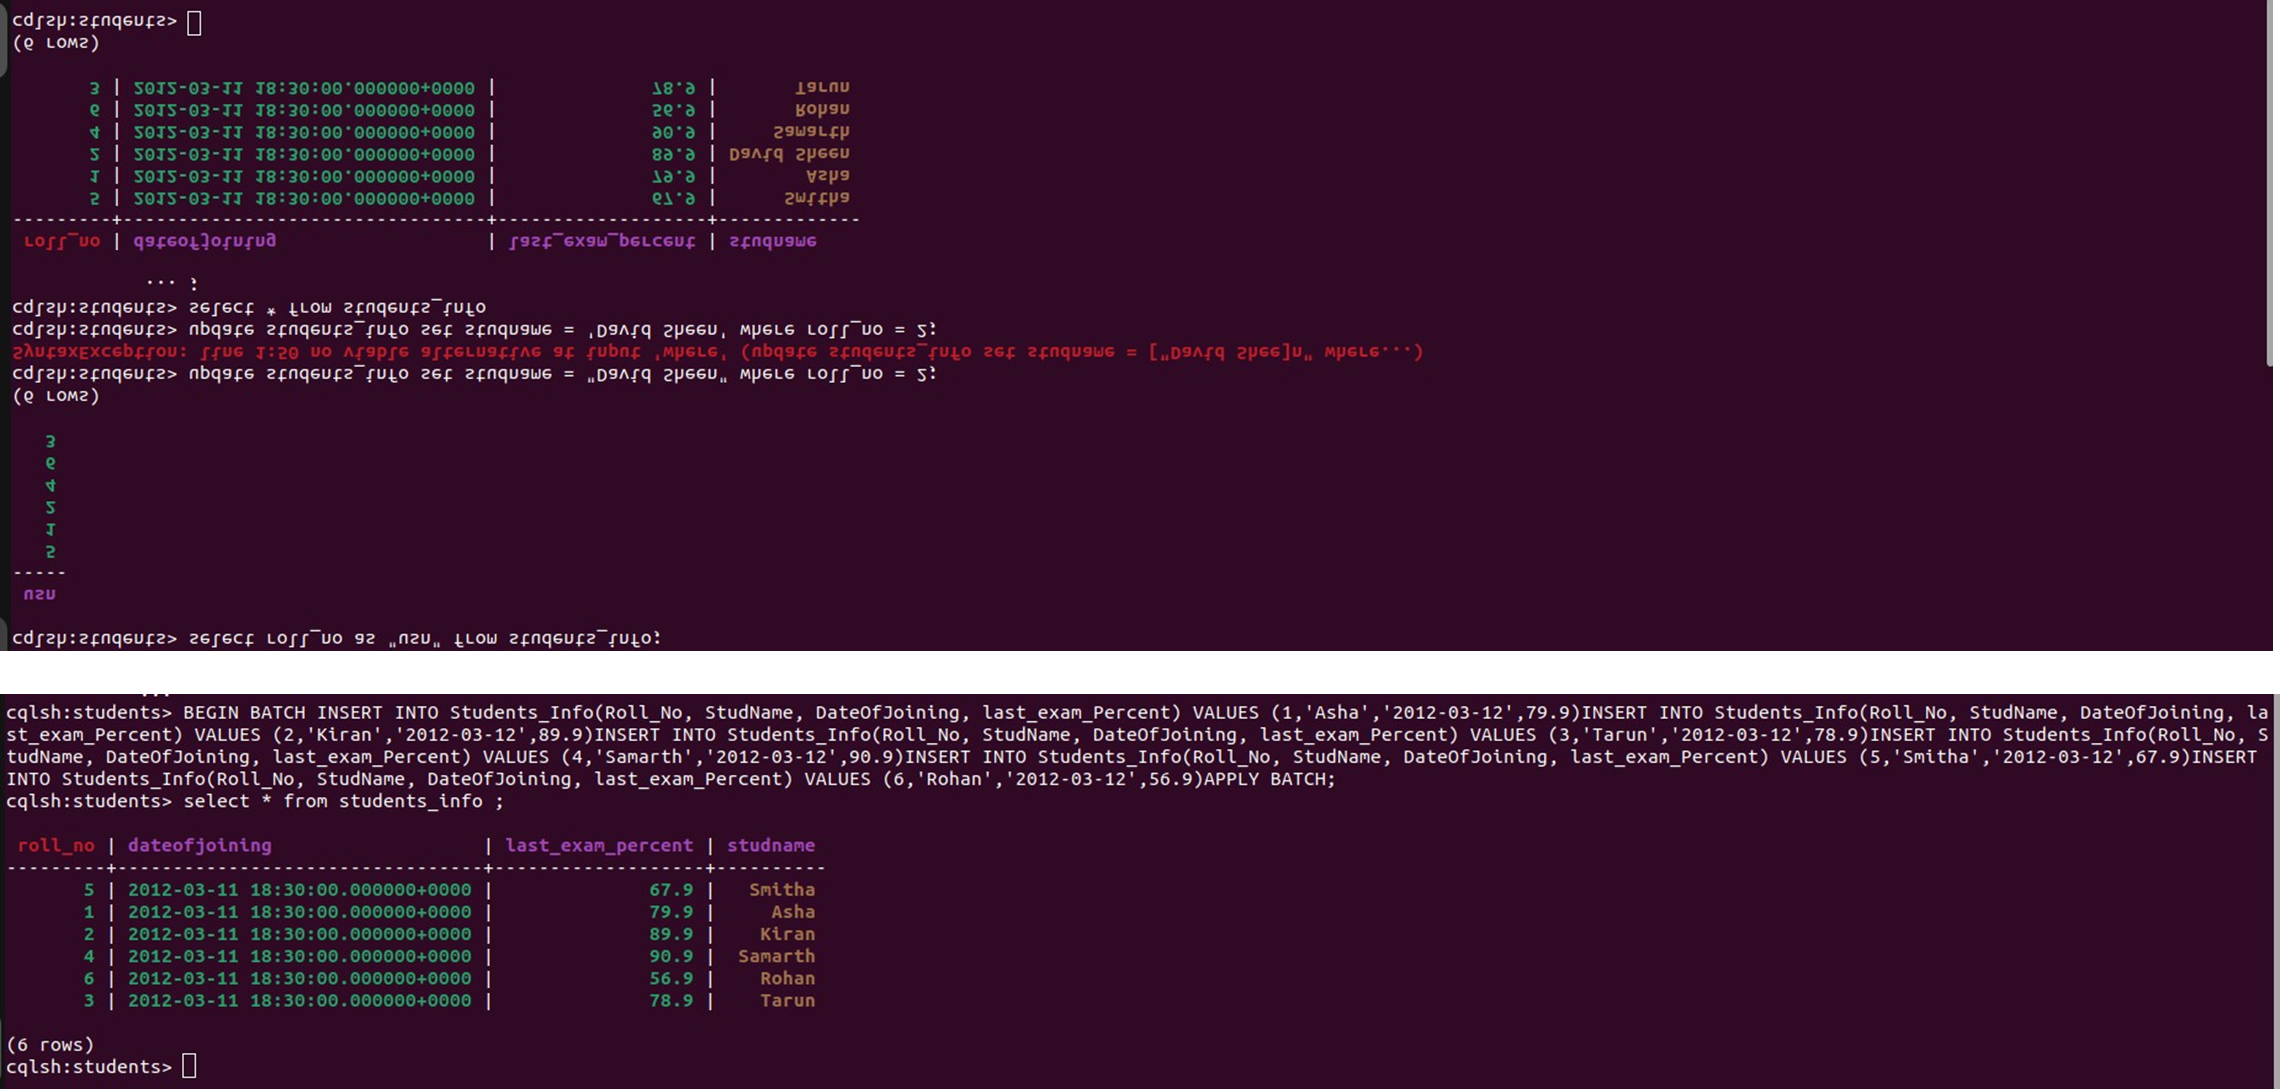 cqlsh:students> select roll_no as "usn" from students_info;
usn
-----
5
1
2
4
6
3
(6 rows)
cqlsh:students> update students_info set studname = "David Sheen" where roll_no = 2;
SyntaxException: line 1:50 no viable alternative at input 'where' (update students_info set studname = ["David Shee]n" where...)
cqlsh:students> update students_info set studname = 'David Sheen' where roll_no = 2;
cqlsh:students> select * from students_info
... ;
roll_no | dateofjoining | last_exam_percent | studname
---------+---------------------------------+-------------------+-------------
5 | 2012-03-11 18:30:00.000000+0000 | 67.9 | Smitha
1 | 2012-03-11 18:30:00.000000+0000 | 79.9 | Asha
2 | 2012-03-11 18:30:00.000000+0000 | 89.9 | David Sheen
4 | 2012-03-11 18:30:00.000000+0000 | 90.9 | Samarth
6 | 2012-03-11 18:30:00.000000+0000 | 56.9 | Rohan
3 | 2012-03-11 18:30:00.000000+0000 | 78.9 | Tarun
(6 rows)
cqlsh:students>
...
cqlsh:students> BEGIN BATCH INSERT INTO Students_Info(Roll_No, StudName, DateOfJoining, last_exam_Percent) VALUES (1,'Asha','2012-03-12',79.9)INSERT INTO Students_Info(Roll_No, StudName, DateOfJoining, la
st_exam_Percent) VALUES (2,'Kiran','2012-03-12',89.9)INSERT INTO Students_Info(Roll_No, StudName, DateOfJoining, last_exam_Percent) VALUES (3,'Tarun','2012-03-12',78.9)INSERT INTO Students_Info(Roll_No, S
tudName, DateOfJoining, last_exam_Percent) VALUES (4,'Samarth','2012-03-12',90.9)INSERT INTO Students_Info(Roll_No, StudName, DateOfJoining, last_exam_Percent) VALUES (5,'Smitha','2012-03-12',67.9)INSERT
INTO Students_Info(Roll_No, StudName, DateOfJoining, last_exam_Percent) VALUES (6,'Rohan','2012-03-12',56.9)APPLY BATCH;
cqlsh:students> select * from students_info ;
roll_no | dateofjoining | last_exam_percent | studname
---------+---------------------------------+-------------------+----------
5 | 2012-03-11 18:30:00.000000+0000 | 67.9 | Smitha
1 | 2012-03-11 18:30:00.000000+0000 | 79.9 | Asha
2 | 2012-03-11 18:30:00.000000+0000 | 89.9 | Kiran
4 | 2012-03-11 18:30:00.000000+0000 | 90.9 | Samarth
6 | 2012-03-11 18:30:00.000000+0000 | 56.9 | Rohan
3 | 2012-03-11 18:30:00.000000+0000 | 78.9 | Tarun
(6 rows)
cqlsh:students>